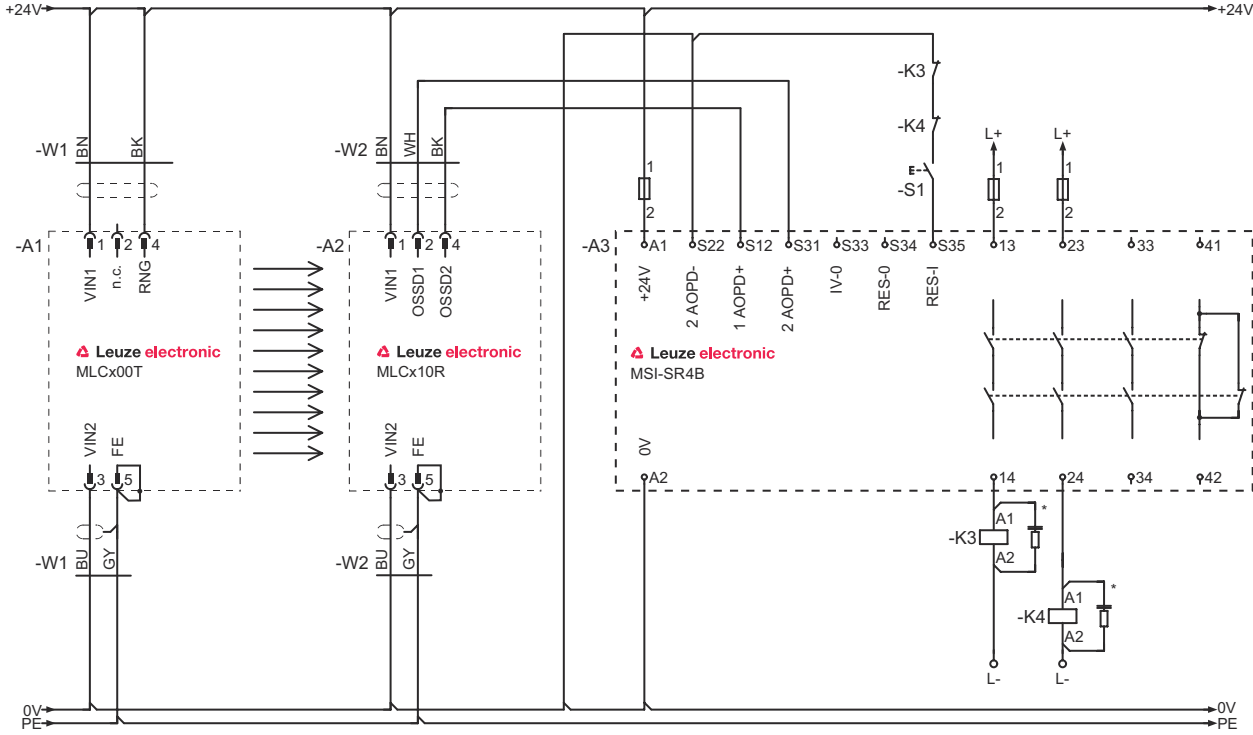 +24V
+24V
-K3
-K4
L+
L+
-W1
BN
BK
-W2
BN
WH
BK
E
-S1
1
2
1
2
1
2
-A1
1
2
4
VIN1
n.c.
RNG
-A2
1
2
4
VIN1
OSSD1
OSSD2
-A3
A1
S22
S12
S31
S33
S34
S35
13
23
33
41
+24V
2 AOPD-
1 AOPD+
2 AOPD+
IV-0
RES-0
RES-I
Leuze electronic
MLCx00T
Leuze electronic
MLCx10R
Leuze electronic
MSI-SR4B
VIN2
FE
VIN2
FE
0V
3
5
3
5
A2
14
24
34
42
-W1
BU
GY
-W2
BU
GY
-K3
A1
A2
*
-K4
A1
A2
*
L-
L-
0V
0V
PE
PE